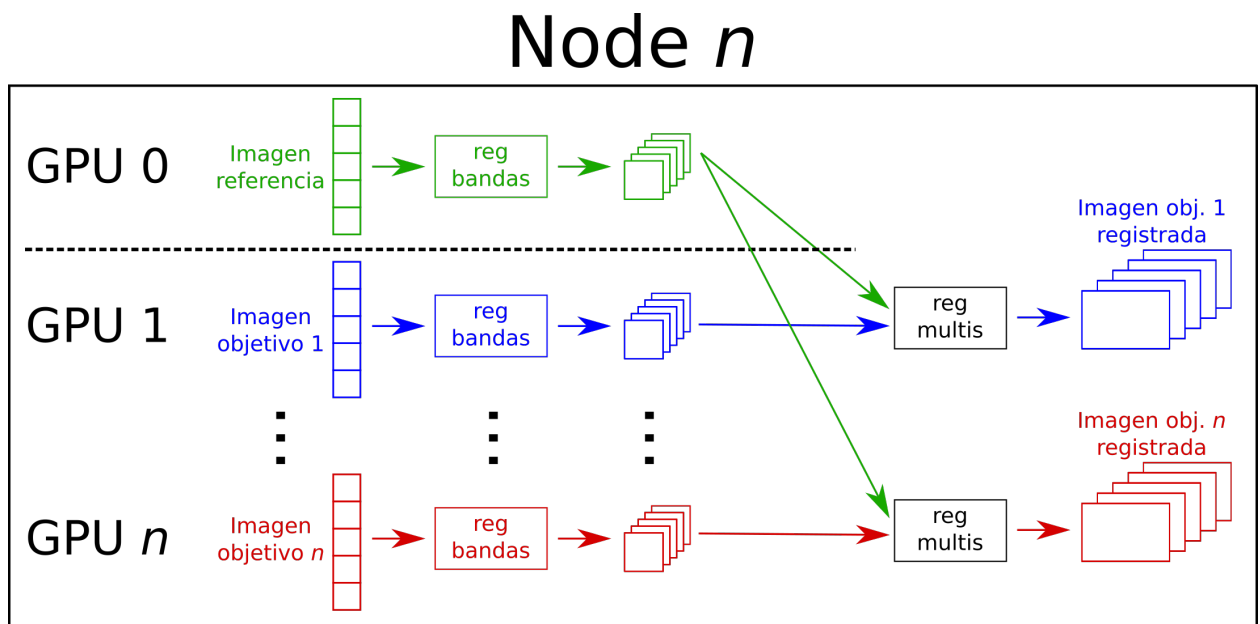 Node n
GPU 0
Imagen
referencia
reg
bandas
Imagen obj. 1
registrada
GPU 1
Imagen
objetivo 1
reg
bandas
reg
multis
Imagen obj. n
registrada
GPU n
Imagen
objetivo n
reg
bandas
reg
multis